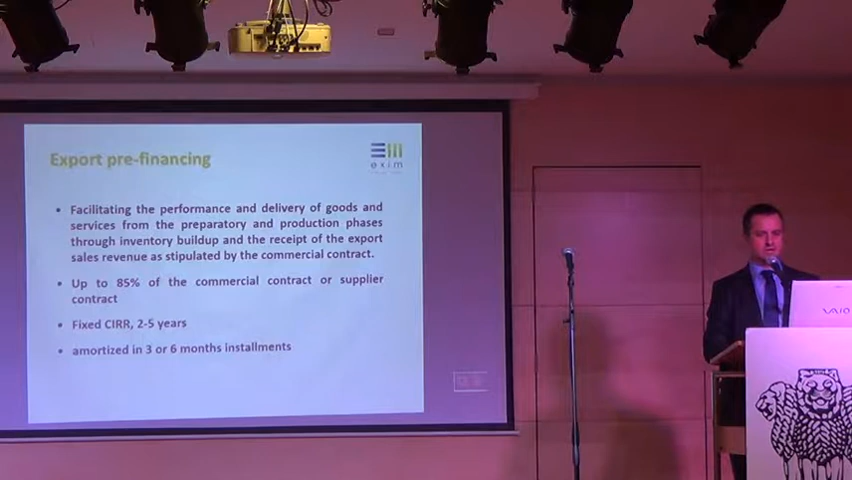 Export pre-financing
exim
• Facilitating the performance and delivery of goods and
services from the preparatory and production phases
through inventory buildup and the receipt of the export
sales revenue as stipulated by the commercial contract.
• Up to 85% of the commercial contract or supplier
contract
• Fixed CIRR, 2-5 years
• amortized in 3 or 6 months installments
VAIO